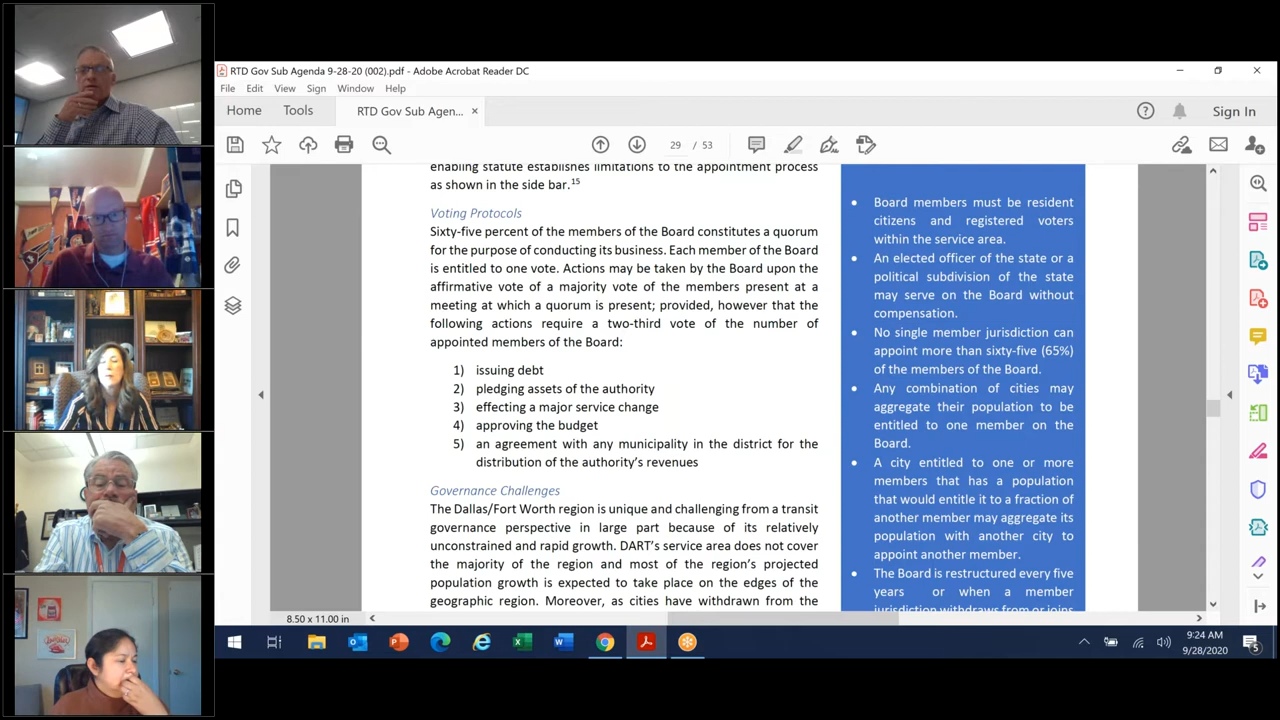 RTD Gov Sub Agenda 9-28-20 (002).pdf - Adobe Acrobat Reader DC
File Edit View Sign Window Help
Home Tools RTD Gov Sub Agen... × Sign In
29 / 53
enabling statute establishes limitations to the appointment process
as shown in the side bar.15
Voting Protocols
Sixty-five percent of the members of the Board constitutes a quorum
for the purpose of conducting its business. Each member of the Board
is entitled to one vote. Actions may be taken by the Board upon the
affirmative vote of a majority vote of the members present at a
meeting at which a quorum is present; provided, however that the
following actions require a two-third vote of the number of
appointed members of the Board:
1) issuing debt
2) pledging assets of the authority
3) effecting a major service change
4) approving the budget
5) an agreement with any municipality in the district for the
distribution of the authority's revenues
Governance Challenges
The Dallas/Fort Worth region is unique and challenging from a transit
governance perspective in large part because of its relatively
unconstrained and rapid growth. DART's service area does not cover
the majority of the region and most of the region's projected
population growth is expected to take place on the edges of the
geographic region. Moreover, as cities have withdrawn from the
• Board members must be resident
citizens and registered voters
within the service area.
• An elected officer of the state or a
political subdivision of the state
may serve on the Board without
compensation.
• No single member jurisdiction can
appoint more than sixty-five (65%)
of the members of the Board.
• Any combination of cities may
aggregate their population to be
entitled to one member on the
Board.
• A city entitled to one or more
members that has a population
that would entitle it to a fraction of
another member may aggregate its
population with another city to
appoint another member.
• The Board is restructured every five
years or when a member
jurisdiction withdraws from or joins
8.50 x 11.00 in
9:24 AM
9/28/2020
5